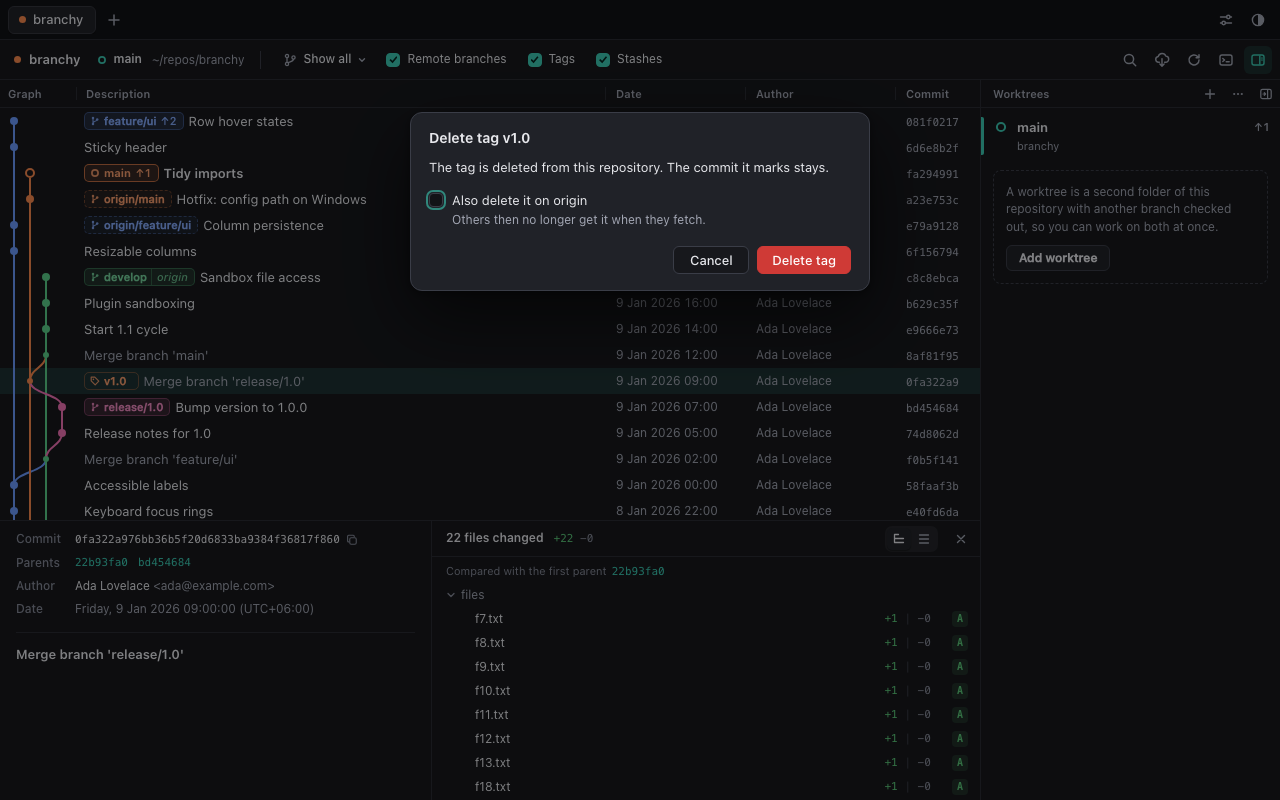 branchy
branchy main ~/repos/branchy Show all Remote branches Tags Stashes
Graph Description Date Author Commit Worktrees
feature/ui ↑2 Row hover states 081f0217
Sticky header 6d6e8b2f
main ↑1 Tidy imports fa294991
origin/main Hotfix: config path on Windows a23e753c
origin/feature/ui Column persistence e79a9128
Resizable columns 6f156794
develop origin Sandbox file access c8c8ebca
Plugin sandboxing 9 Jan 2026 16:00 Ada Lovelace b629c35f
Start 1.1 cycle 9 Jan 2026 14:00 Ada Lovelace e9666e73
Merge branch 'main' 9 Jan 2026 12:00 Ada Lovelace 8af81f95
v1.0 Merge branch 'release/1.0' 9 Jan 2026 09:00 Ada Lovelace 0fa322a9
release/1.0 Bump version to 1.0.0 9 Jan 2026 07:00 Ada Lovelace bd454684
Release notes for 1.0 9 Jan 2026 05:00 Ada Lovelace 74d8062d
Merge branch 'feature/ui' 9 Jan 2026 02:00 Ada Lovelace f0b5f141
Accessible labels 9 Jan 2026 00:00 Ada Lovelace 58faaf3b
Keyboard focus rings 8 Jan 2026 22:00 Ada Lovelace e40fd6da
Delete tag v1.0
The tag is deleted from this repository. The commit it marks stays.
Also delete it on origin
Others then no longer get it when they fetch.
Cancel Delete tag
main ↑1
branchy
A worktree is a second folder of this
repository with another branch checked
out, so you can work on both at once.
Add worktree
Commit 0fa322a976bb36b5f20d6833ba9384f36817f860
Parents 22b93fa0 bd454684
Author Ada Lovelace <ada@example.com>
Date Friday, 9 Jan 2026 09:00:00 (UTC+06:00)
Merge branch 'release/1.0'
22 files changed +22 −0
Compared with the first parent 22b93fa0
files
f7.txt +1 −0 A
f8.txt +1 −0 A
f9.txt +1 −0 A
f10.txt +1 −0 A
f11.txt +1 −0 A
f12.txt +1 −0 A
f13.txt +1 −0 A
f18.txt +1 −0 A